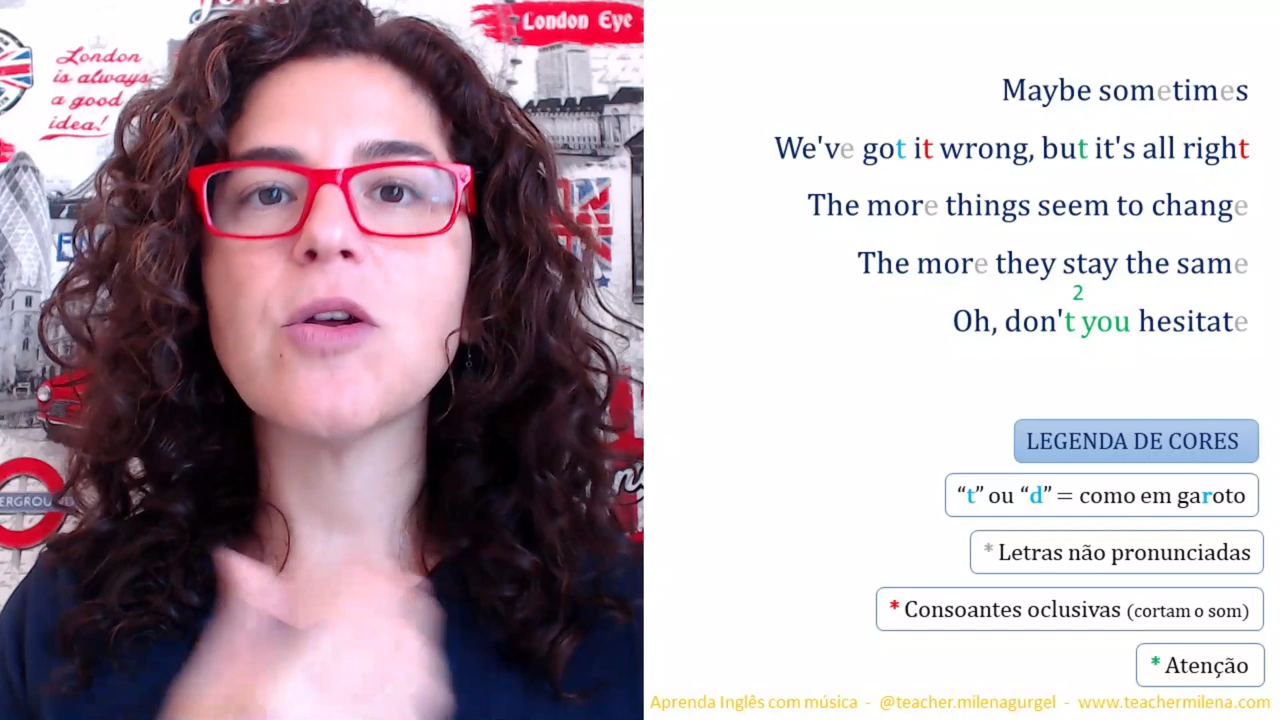 London Eye
London
is always
a good
idea!
Maybe sometimes
We've got it wrong, but it's all right
The more things seem to change
The more they stay the same
2
Oh, don't you hesitate
LEGENDA DE CORES
“t” ou “d” = como em garoto
* Letras não pronunciadas
* Consoantes oclusivas (cortam o som)
* Atenção
Aprenda Inglês com música - @teacher.milenagurgel - www.teachermilena.com